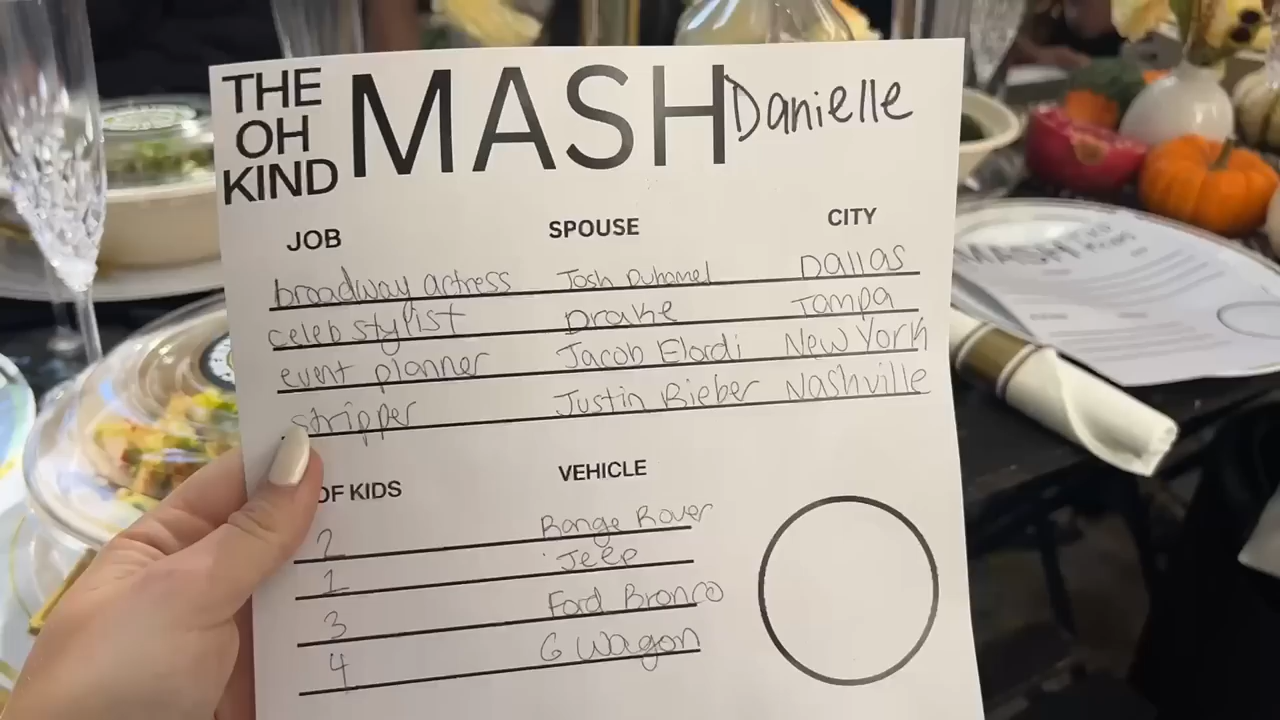 THE
OH
KIND
MASH
Danielle
JOB SPOUSE CITY
broadway actress Josh Duhamel Dallas
celeb stylist Drake Tampa
event planner Jacob Elordi New York
stripper Justin Bieber Nashville
OF KIDS VEHICLE
2 Range Rover
1 Jeep
3 Ford Bronco
4 G Wagon
MASH